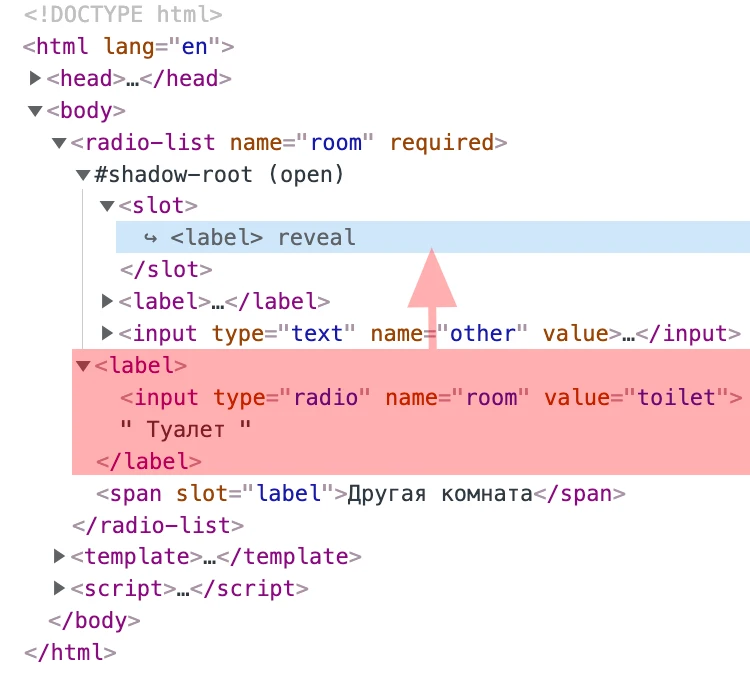 <!DOCTYPE html>
<html lang="en">
▶<head>…</head>
▼<body>
▼<radio-list name="room" required>
▼#shadow-root (open)
▼<slot>
↪ <label> reveal
</slot>
▶<label>…</label>
▶<input type="text" name="other" value>…</input>
▼<label>
<input type="radio" name="room" value="toilet">
" Туалет "
</label>
<span slot="label">Другая комната</span>
</radio-list>
▶<template>…</template>
▶<script>…</script>
</body>
</html>